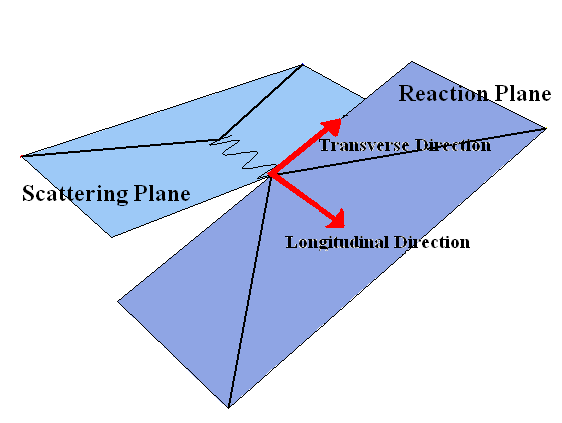 Reaction Plane
Transverse Direction
Scattering Plane
Longitudinal Direction